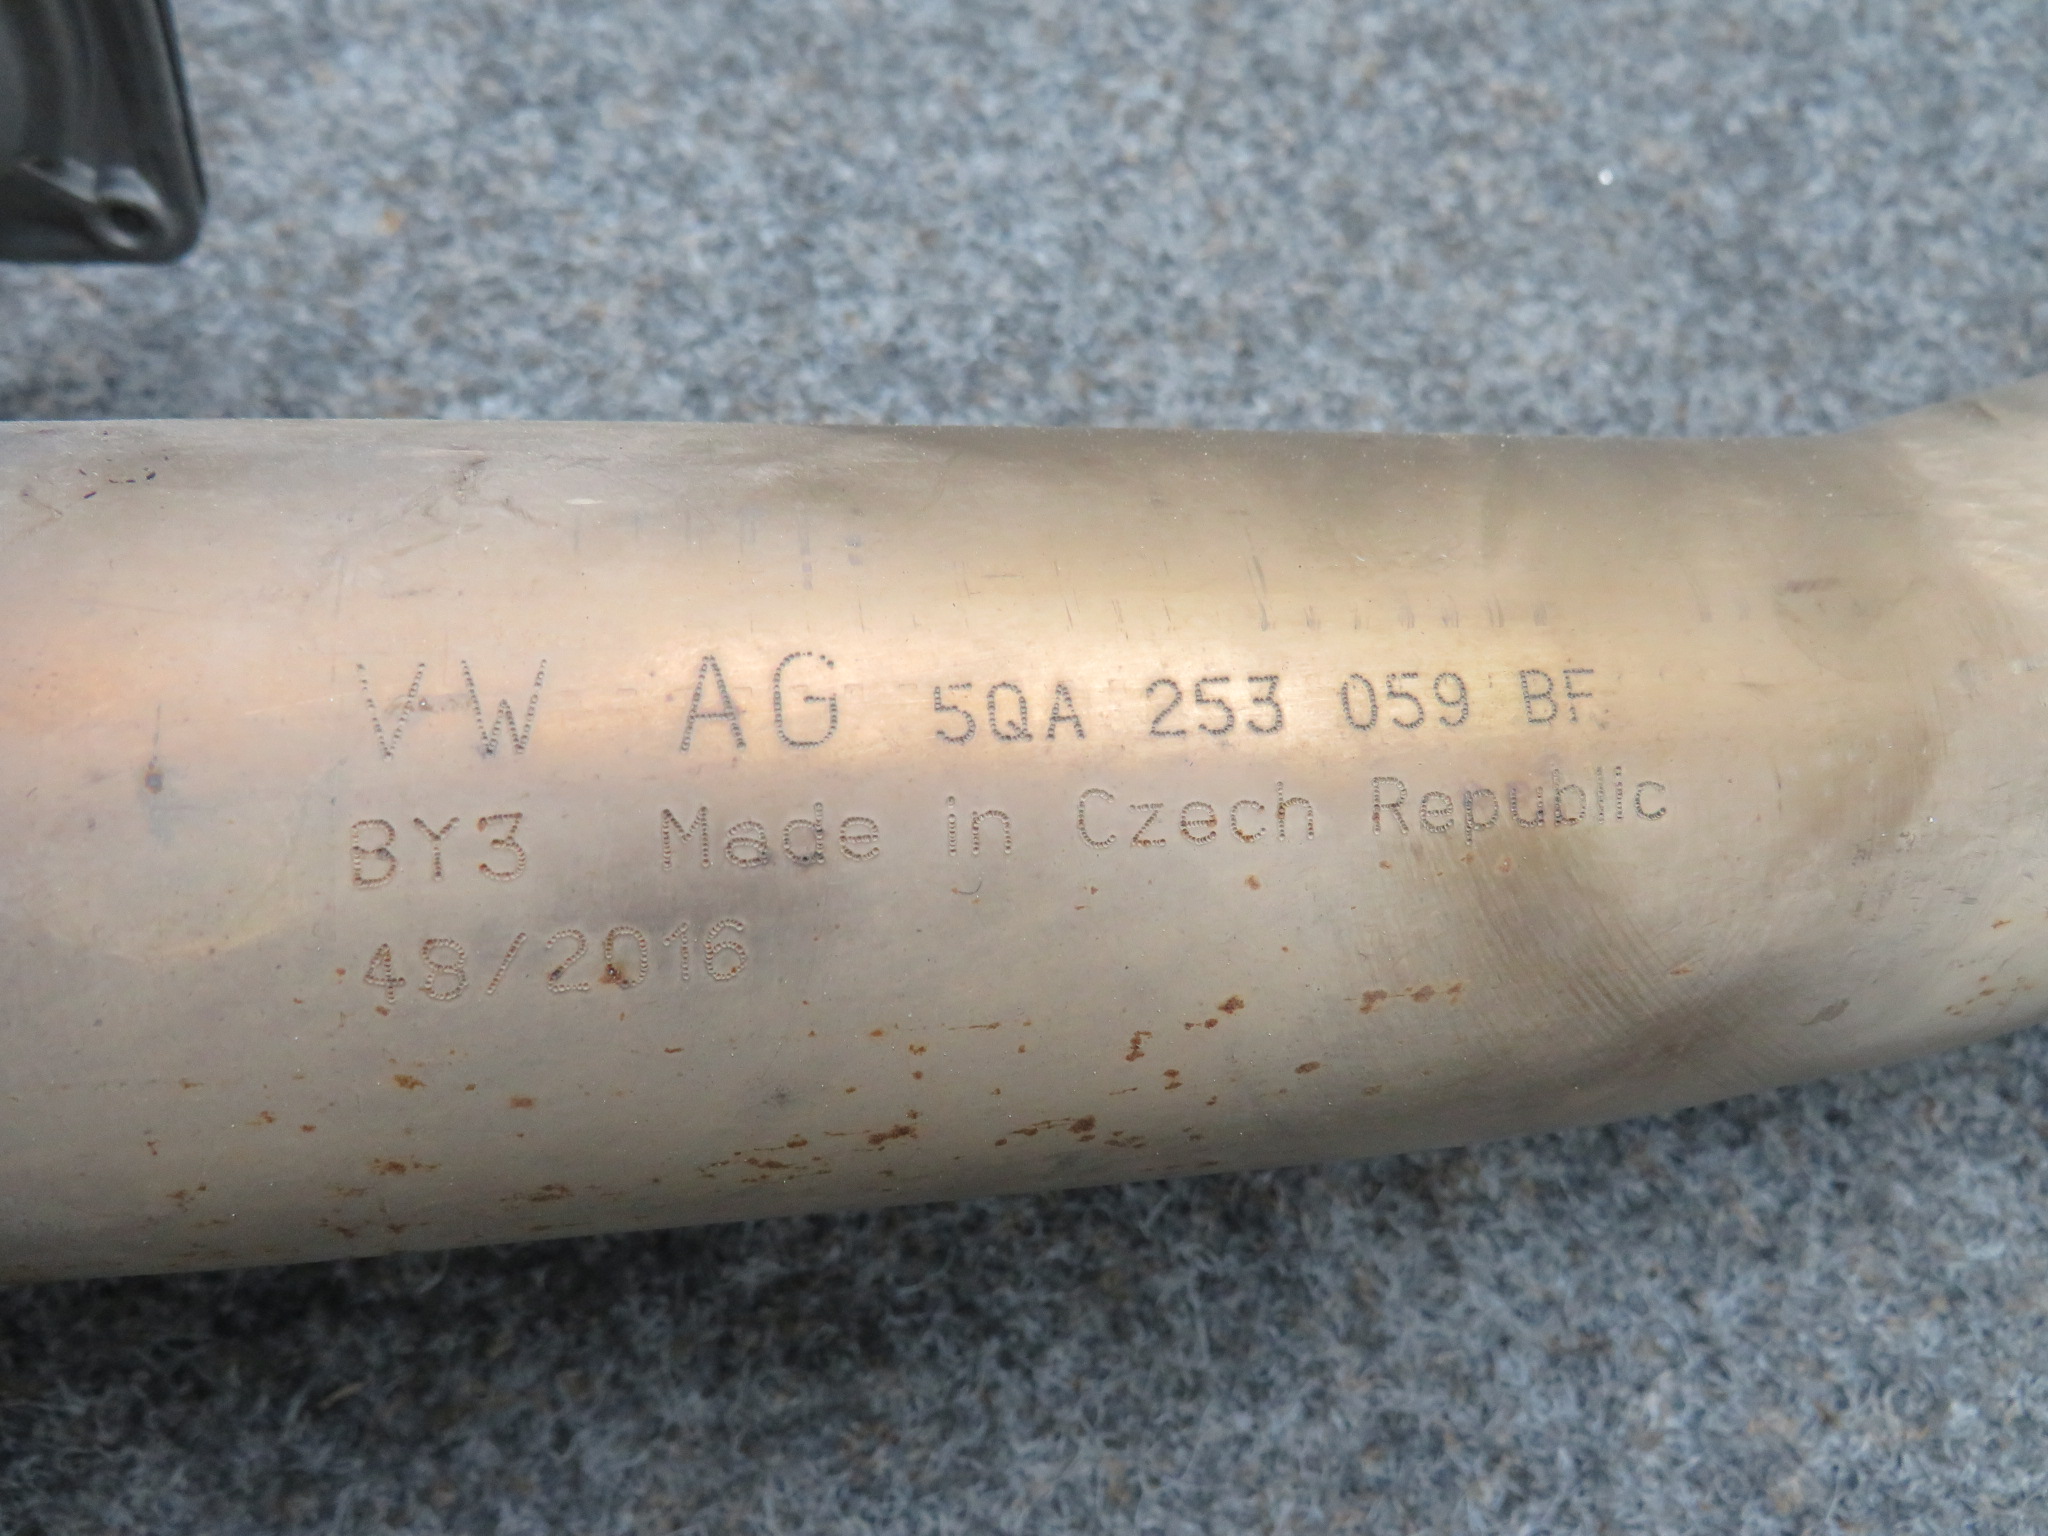 VW AG 5QA 253 059 BF
BY3 Made in Czech Republic
48/2016